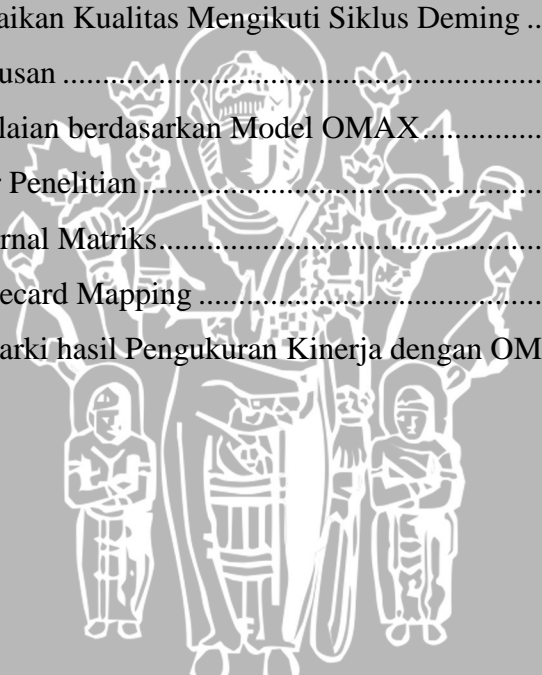 aikan Kualitas Mengikuti Siklus Deming ..
usan ......................................................
laian berdasarkan Model OMAX...............
r Penelitian .............................................
rnal Matriks............................................
ecard Mapping .......................................
arki hasil Pengukuran Kinerja dengan OM